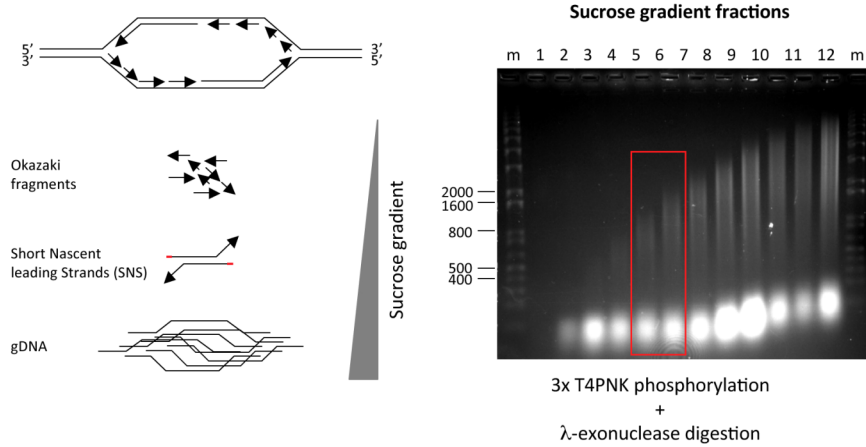 5’
3’
3’
5’
Okazaki
fragments
Short Nascent
leading Strands (SNS)
gDNA
Sucrose gradient
Sucrose gradient fractions
m 1 2 3 4 5 6 7 8 9 10 11 12 m
2000
1600
800
500
400
3x T4PNK phosphorylation
+
λ-exonuclease digestion